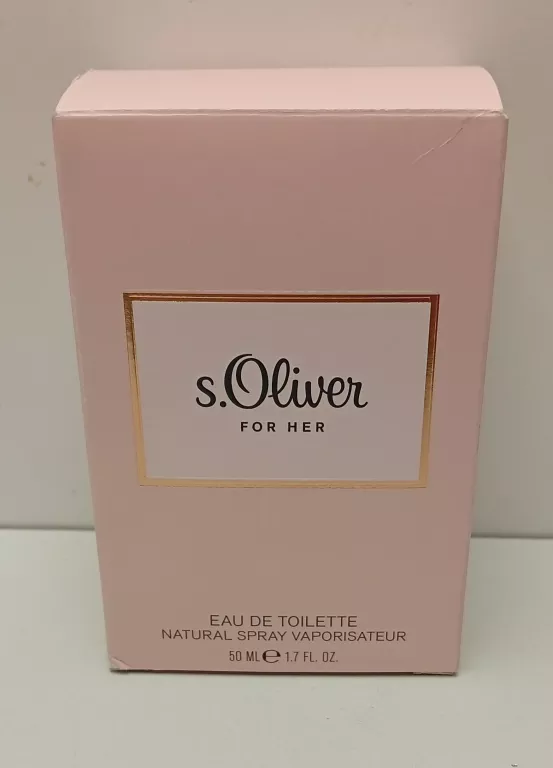 s.Oliver
FOR HER
EAU DE TOILETTE
NATURAL SPRAY VAPORISATEUR
50 ML ℮ 1.7 FL. OZ.